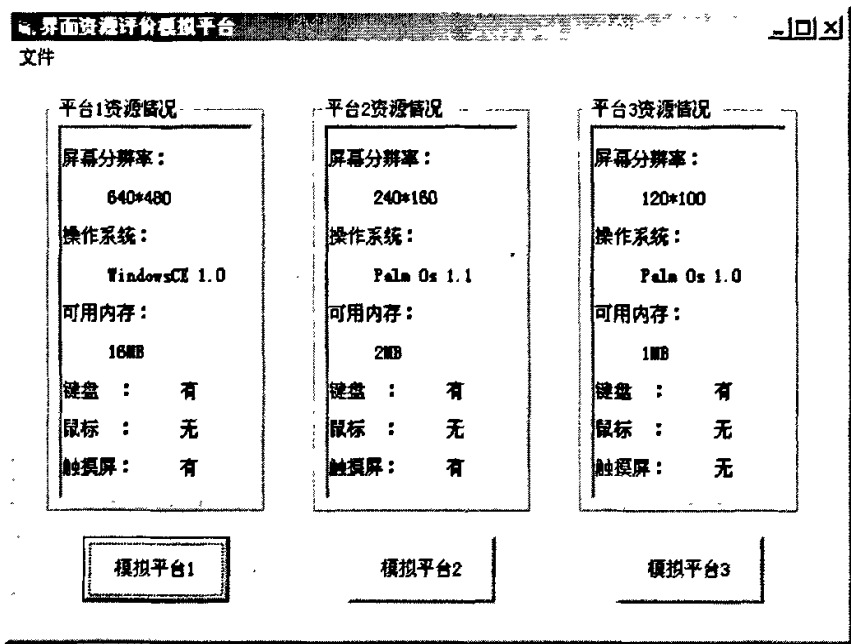 界面资源评价模拟平台
文件
平台1资源情况
屏幕分辨率：
640*480
操作系统：
WindowsCE 1.0
可用内存：
16MB
键盘 ： 有
鼠标 ： 无
触摸屏： 有
模拟平台1
平台2资源情况
屏幕分辨率：
240*160
操作系统：
Palm Os 1.1
可用内存：
2MB
键盘 ： 有
鼠标 ： 无
触摸屏： 有
模拟平台2
平台3资源情况
屏幕分辨率：
120*100
操作系统：
Palm Os 1.0
可用内存：
1MB
键盘 ： 有
鼠标 ： 无
触摸屏： 无
模拟平台3